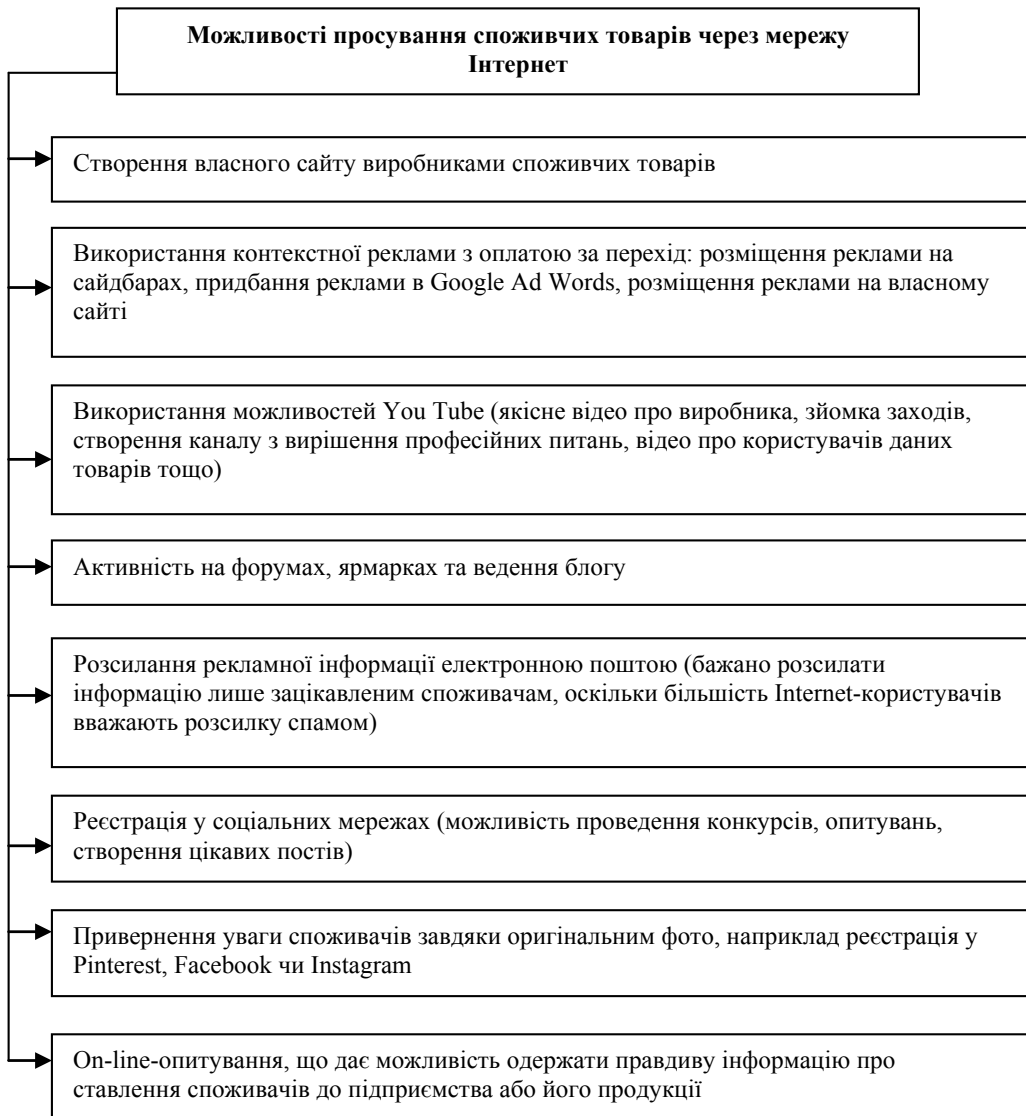 Можливості просування споживчих товарів через мережу
Інтернет
Створення власного сайту виробниками споживчих товарів
Використання контекстної реклами з оплатою за перехід: розміщення реклами на
сайдбарах, придбання реклами в Google Ad Words, розміщення реклами на власному
сайті
Використання можливостей You Tube (якісне відео про виробника, зйомка заходів,
створення каналу з вирішення професійних питань, відео про користувачів даних
товарів тощо)
Активність на форумах, ярмарках та ведення блогу
Розсилання рекламної інформації електронною поштою (бажано розсилати
інформацію лише зацікавленим споживачам, оскільки більшість Internet-користувачів
вважають розсилку спамом)
Реєстрація у соціальних мережах (можливість проведення конкурсів, опитувань,
створення цікавих постів)
Привернення уваги споживачів завдяки оригінальним фото, наприклад реєстрація у
Pinterest, Facebook чи Instagram
On-line-опитування, що дає можливість одержати правдиву інформацію про
ставлення споживачів до підприємства або його продукції